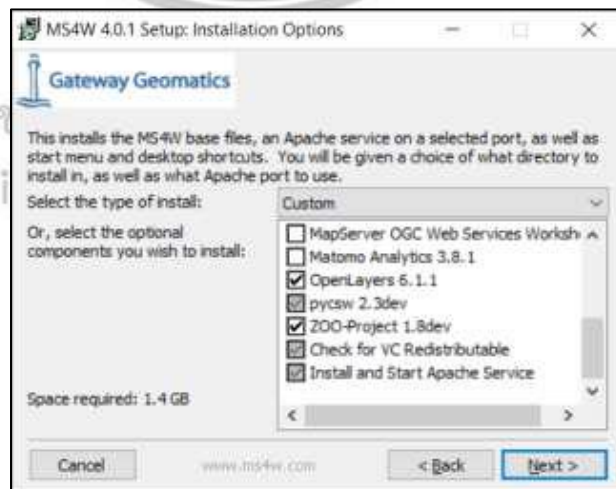 MS4W 4.0.1 Setup: Installation Options
Gateway Geomatics
This installs the MS4W base files, an Apache service on a selected port, as well as
start menu and desktop shortcuts. You will be given a choice of what directory to
install in, as well as what Apache port to use.
Select the type of install:
Custom
Or, select the optional
components you wish to install:
MapServer OGC Web Services Worksh
Matomo Analytics 3.8.1
OpenLayers 6.1.1
pycsw 2.3dev
ZOO-Project 1.8dev
Check for VC Redistributable
Install and Start Apache Service
Space required: 1.4 GB
Cancel
www.ms4w.com
< Back
Next >